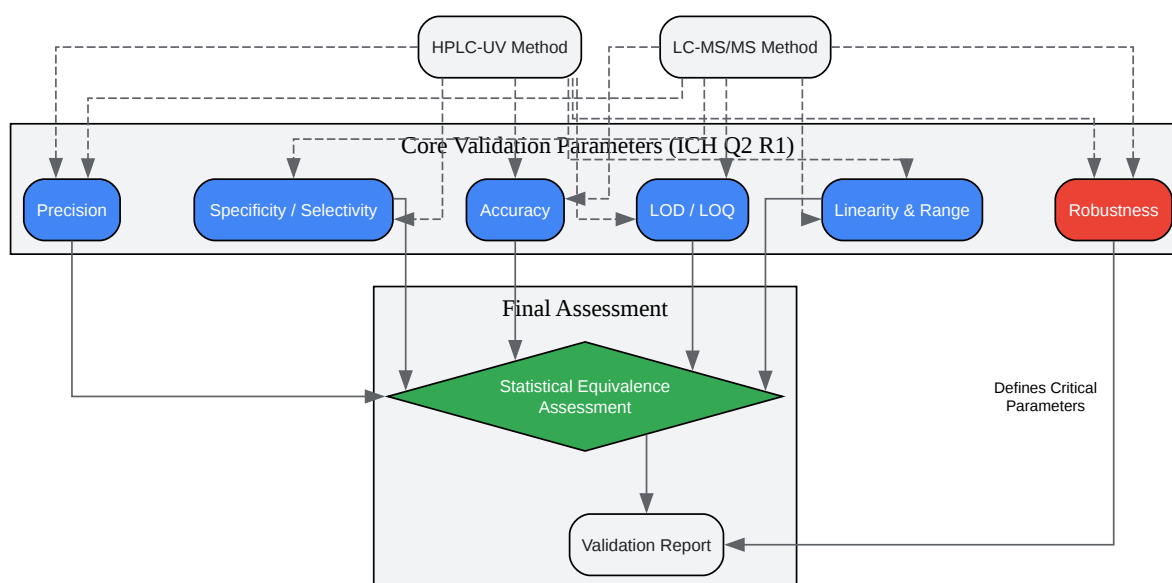 HPLC-UV Method
LC-MS/MS Method
Core Validation Parameters (ICH Q2 R1)
Precision
Specificity / Selectivity
Accuracy
LOD / LOQ
Linearity & Range
Robustness
Final Assessment
Statistical Equivalence
Assessment
Defines Critical
Parameters
Validation Report